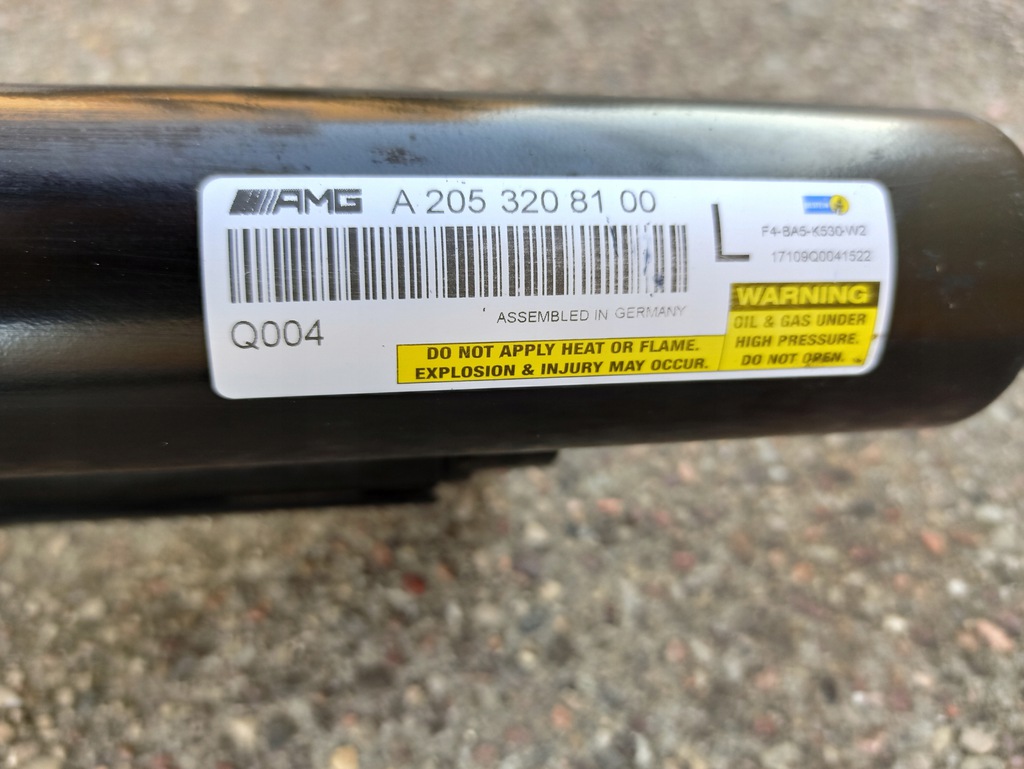 AMG A 205 320 81 00
L
BILSTEIN
F4-BA5-K530-W2
17109Q0041522
ASSEMBLED IN GERMANY
Q004
DO NOT APPLY HEAT OR FLAME.
EXPLOSION & INJURY MAY OCCUR.
WARNING
OIL & GAS UNDER
HIGH PRESSURE.
DO NOT OPEN.